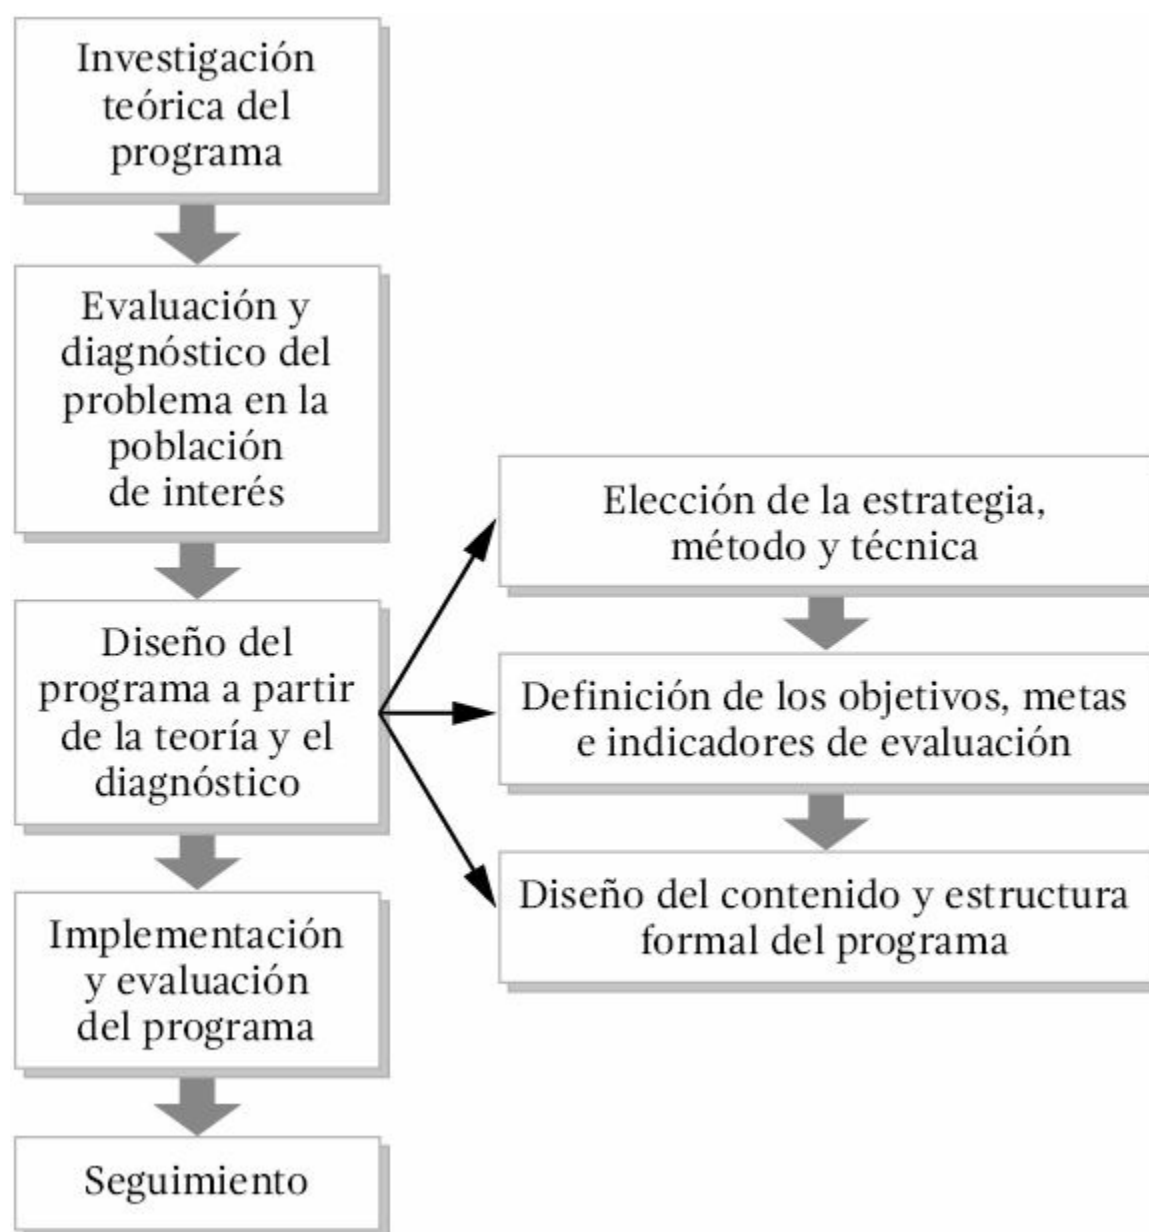 Investigación
teórica del
programa
Evaluación y
diagnóstico del
problema en la
población
de interés
Diseño del
programa a partir
de la teoría y el
diagnóstico
Elección de la estrategia,
método y técnica
Definición de los objetivos, metas
e indicadores de evaluación
Diseño del contenido y estructura
formal del programa
Implementación
y evaluación
del programa
Seguimiento